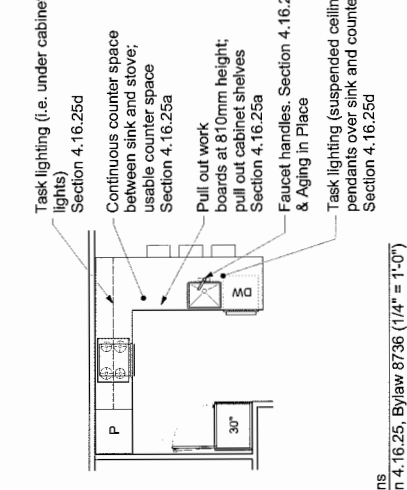 Task lighting (i.e. under cabine
lights)
Section 4.16.25d
Continuous counter space
between sink and stove;
usable counter space
Section 4.16.25a
Pull out work
boards at 810mm height;
pull out cabinet shelves
Section 4.16.25a
Faucet handles. Section 4.16.2
& Aging in Place
Task lighting (suspended ceilin
pendants over sink and counte
Section 4.16.25d
P
DW
30"
ns
n 4.16.25, Bylaw 8736 (1/4" = 1'-0")